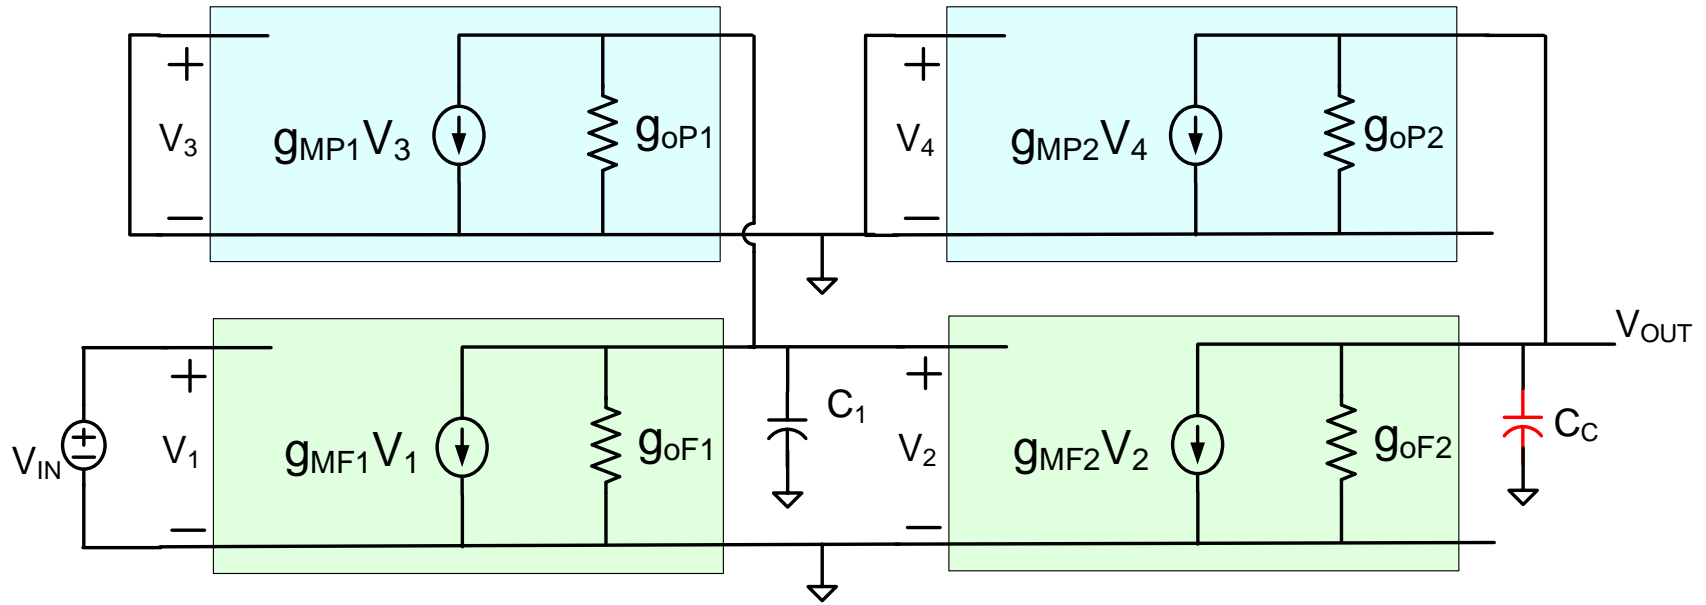 +
V3
−
gMP1V3
goP1
+
V4
−
gMP2V4
goP2
VIN
+
V1
−
gMF1V1
goF1
C1
+
V2
−
gMF2V2
goF2
CC
VOUT